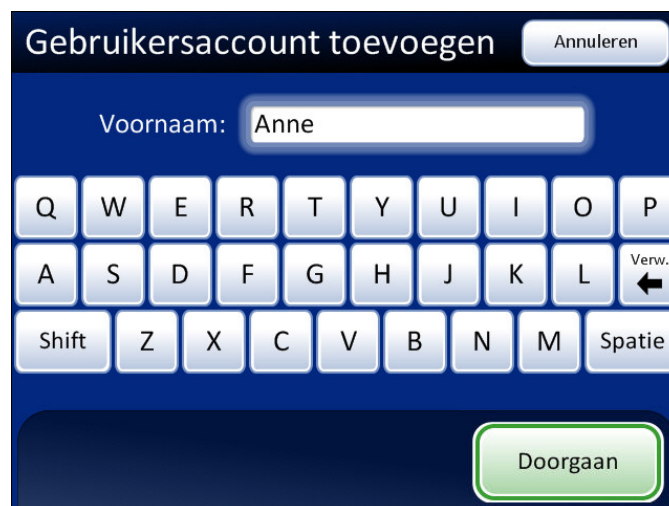 Gebruikersaccount toevoegen Annuleren
Voornaam: Anne
Q W E R T Y U I O P
A S D F G H J K L Verw.
Shift Z X C V B N M Spatie
Doorgaan